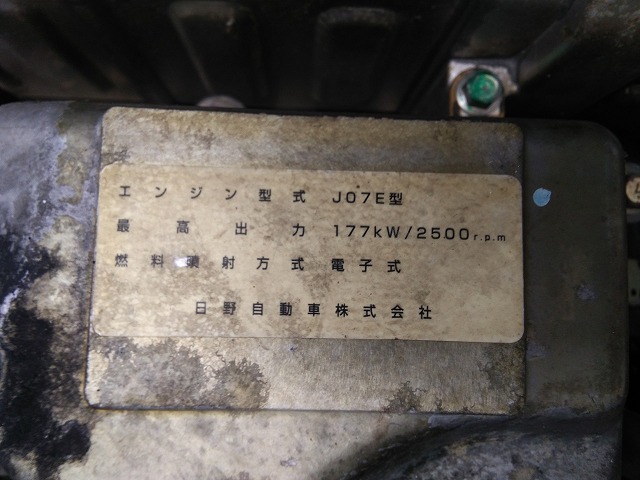 エンジン型式 J07E型
最高出力 177kW/2500r.p.m
燃料噴射方式 電子式
日野自動車株式会社